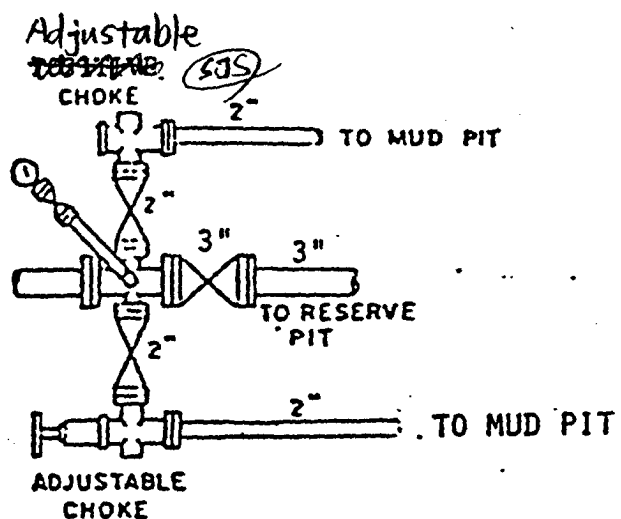 Adjustable
SJS
CHOKE
2"
TO MUD PIT
2"
3"
3"
TO RESERVE
PIT
2"
2"
TO MUD PIT
ADJUSTABLE
CHOKE